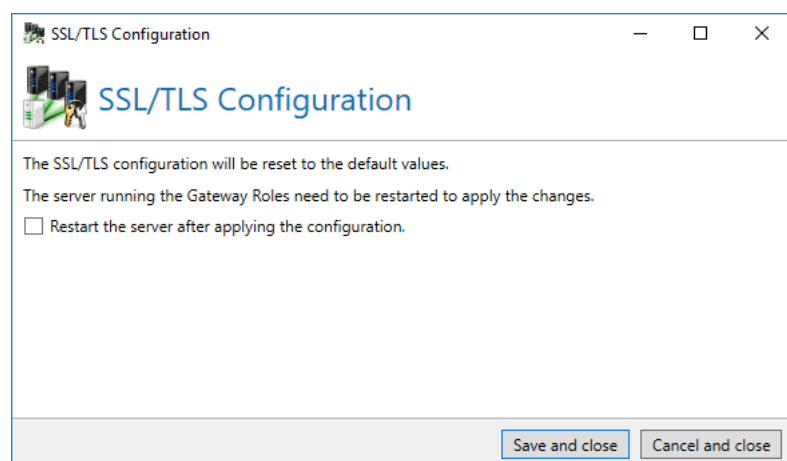 SSL/TLS Configuration
SSL/TLS Configuration
The SSL/TLS configuration will be reset to the default values.
The server running the Gateway Roles need to be restarted to apply the changes.
Restart the server after applying the configuration.
Save and close
Cancel and close